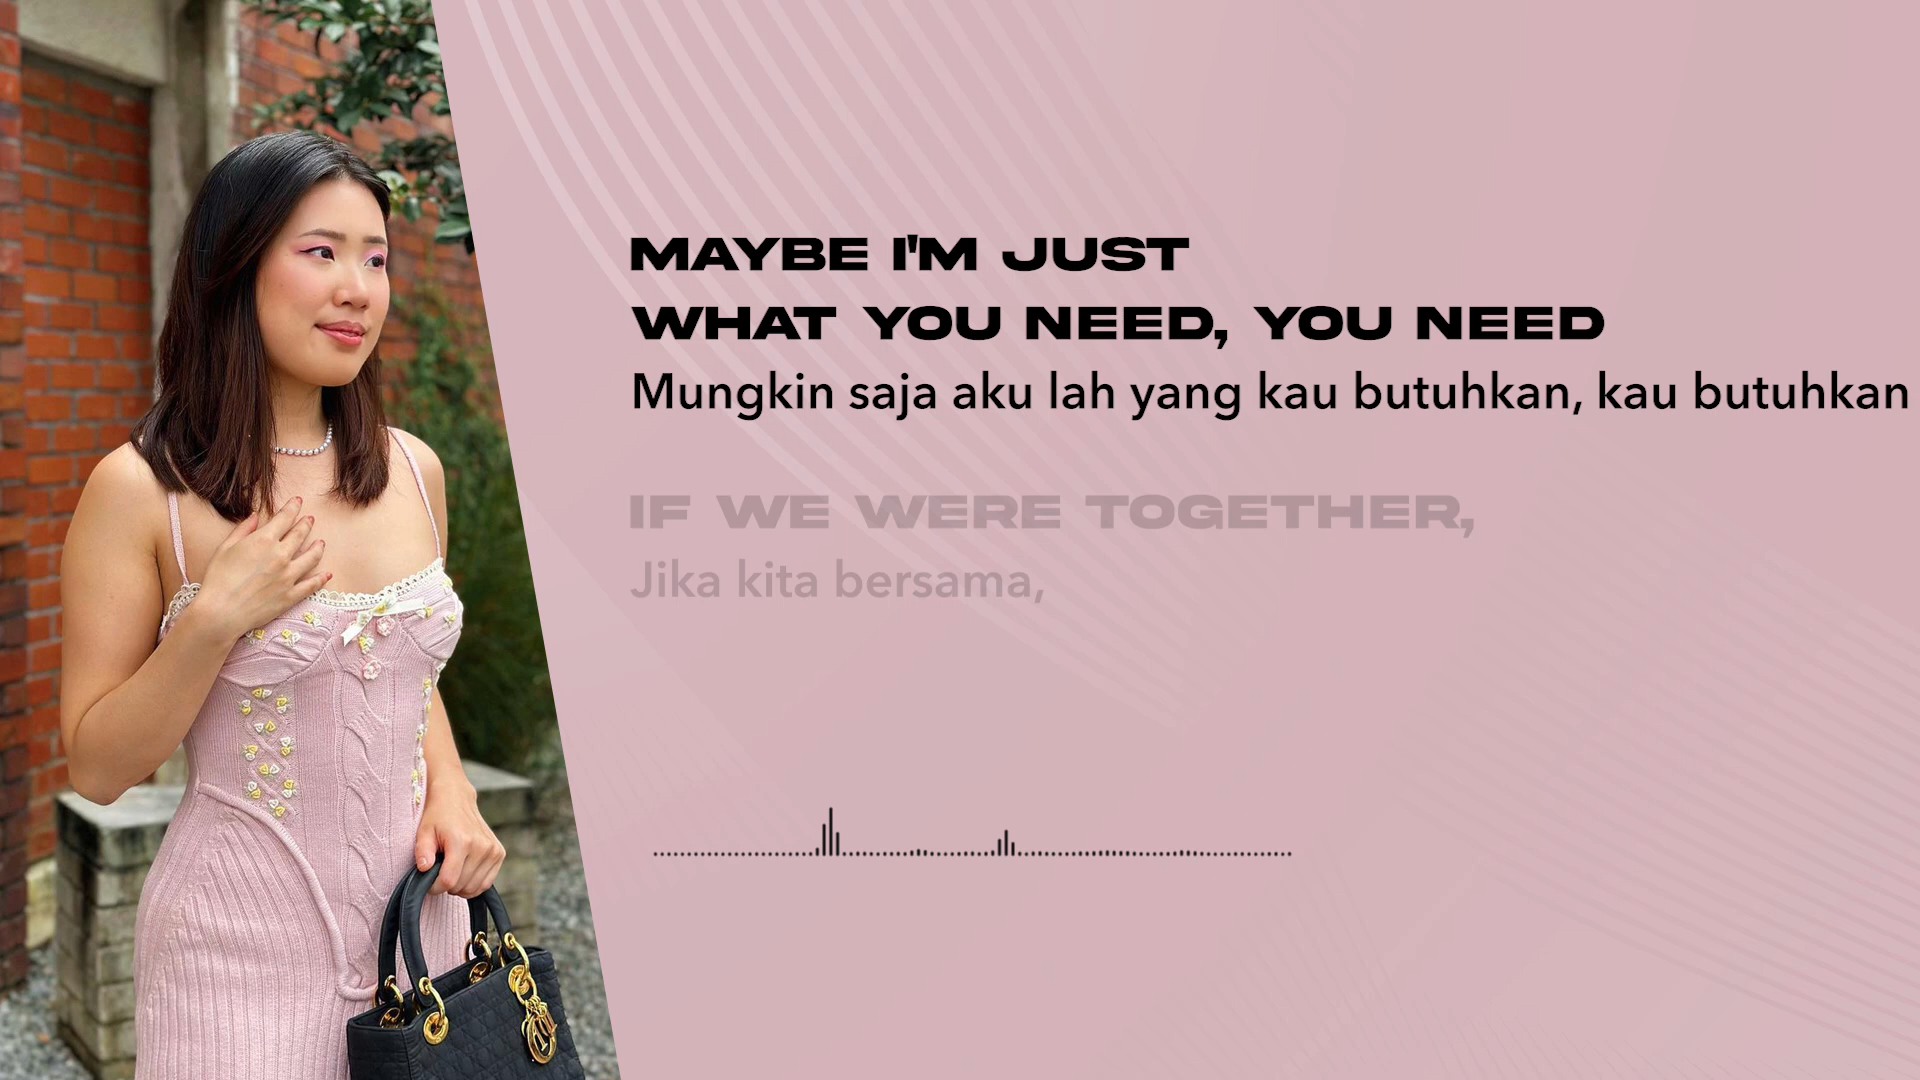 MAYBE I'M JUST
WHAT YOU NEED, YOU NEED
Mungkin saja aku lah yang kau butuhkan, kau butuhkan
IF WE WERE TOGETHER,
Jika kita bersama,